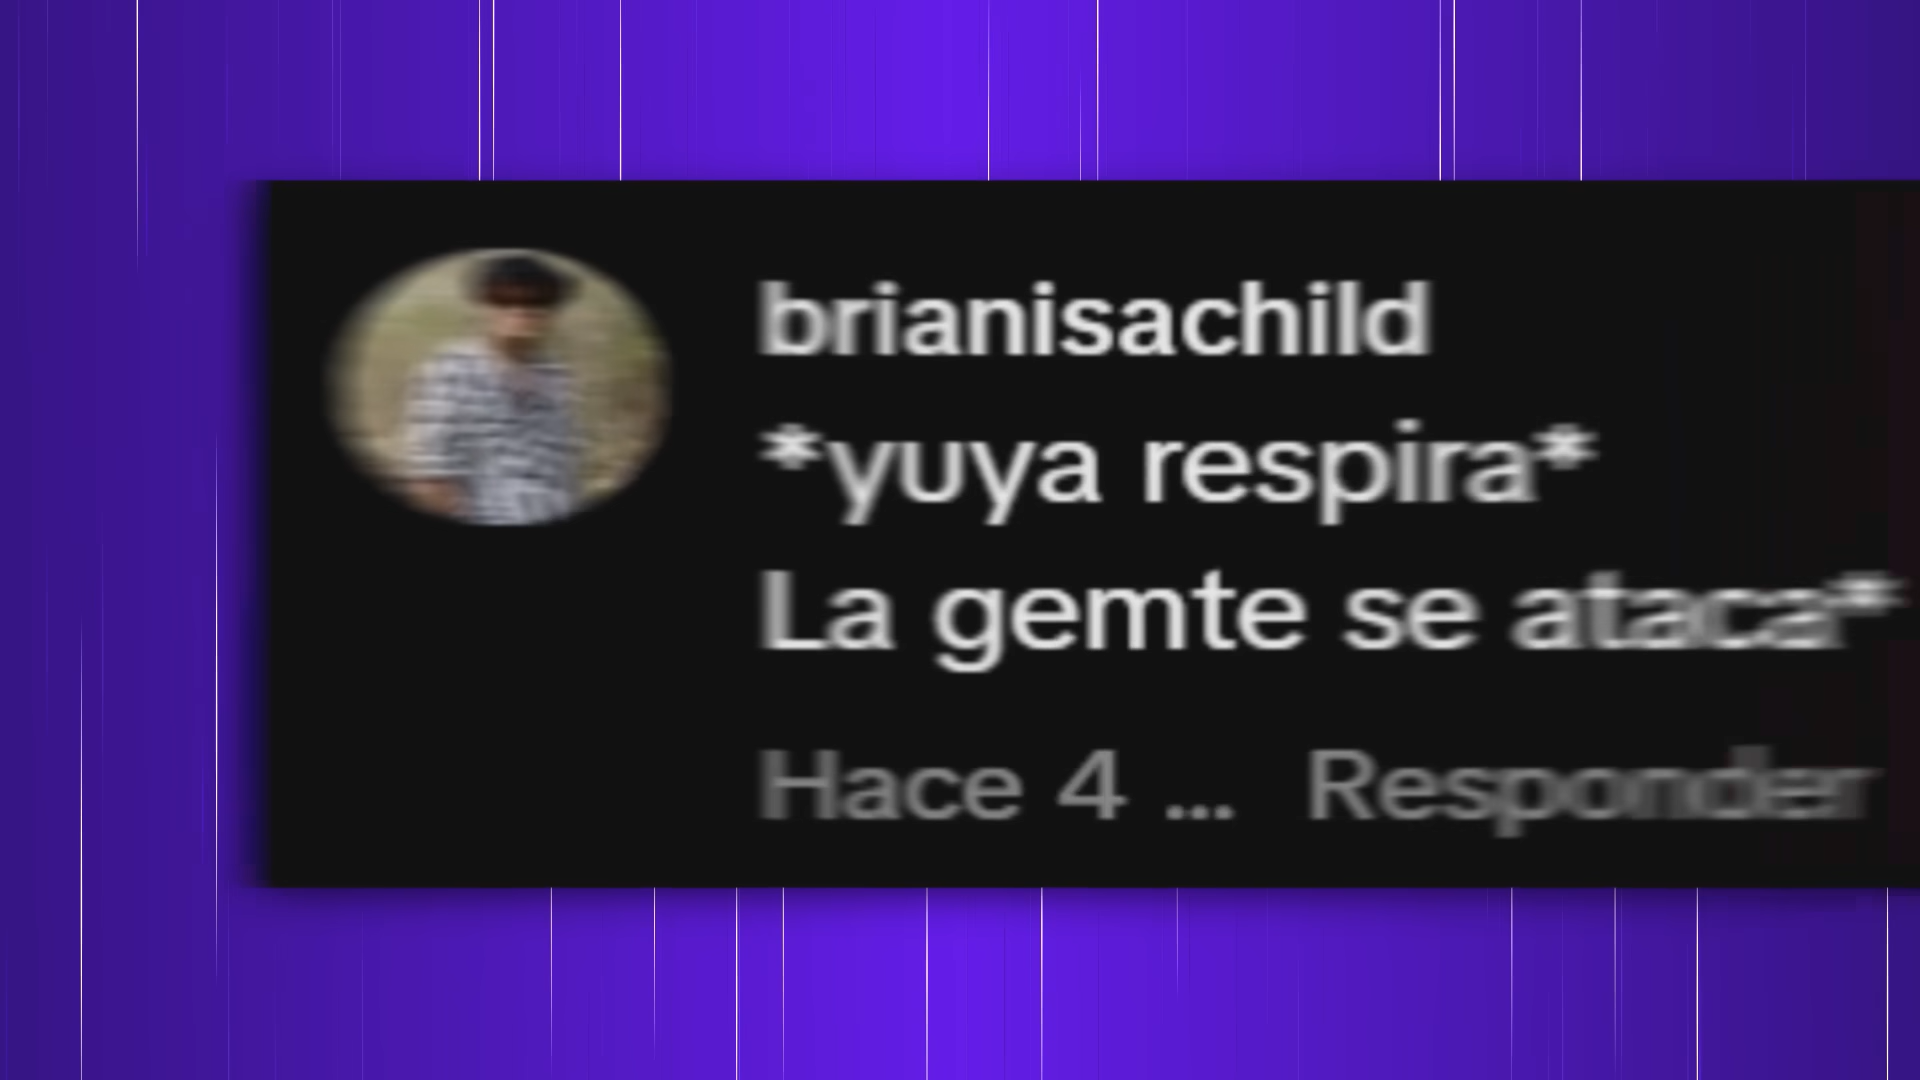 brianisachild
*yuya respira*
La gemte se ataca*
Hace 4 ... Responder